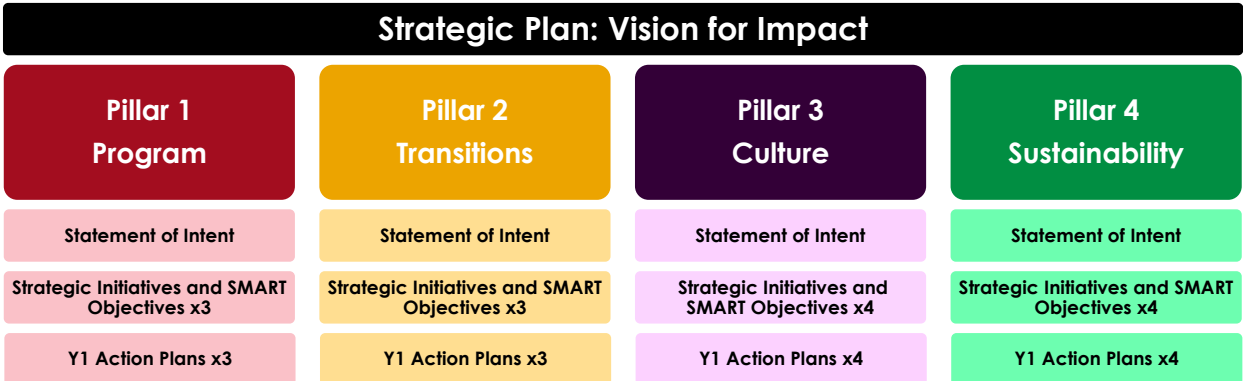 Strategic Plan: Vision for Impact
Pillar 1
Program
Pillar 2
Transitions
Pillar 3
Culture
Pillar 4
Sustainability
Statement of Intent
Statement of Intent
Statement of Intent
Statement of Intent
Strategic Initiatives and SMART
Objectives x3
Strategic Initiatives and SMART
Objectives x3
Strategic Initiatives and
SMART Objectives x4
Strategic Initiatives and SMART
Objectives x4
Y1 Action Plans x3
Y1 Action Plans x3
Y1 Action Plans x4
Y1 Action Plans x4